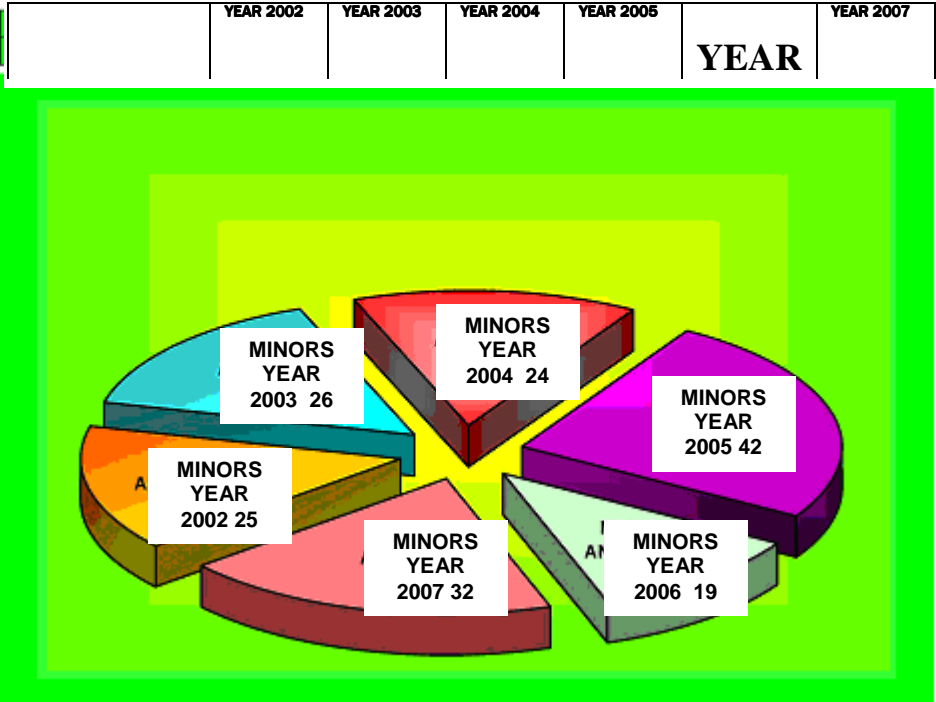 YEAR 2002 YEAR 2003 YEAR 2004 YEAR 2005 YEAR YEAR 2007
MINORS
YEAR
2004 24
MINORS
YEAR
2003 26
MINORS
YEAR
2005 42
MINORS
YEAR
2002 25
MINORS
YEAR
2007 32
MINORS
YEAR
2006 19